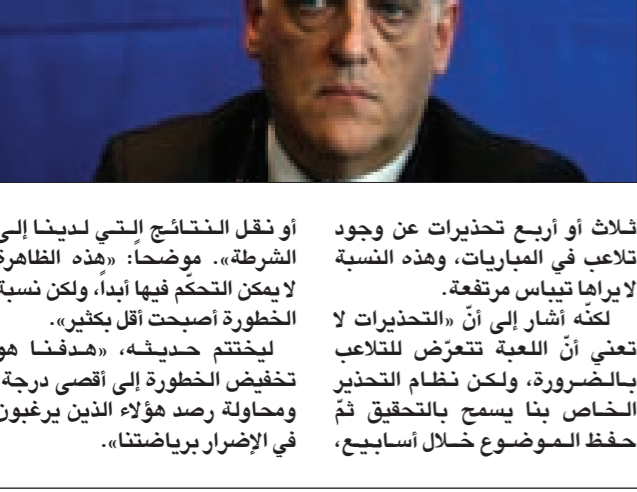 ثلاث أو أربع تحذيرات عن وجود
تلاعب في المباريات، وهذه النسبة
لا يراها تيباس مرتفعة.
لكنّه أشار إلى أنّ «التحذيرات لا
تعني أنّ اللعبة تتعرّض للتلاعب
بالضرورة، ولكن نظام التحذير
الخاص بنا يسمح بالتحقيق ثمّ
حفظ الموضوع خلال أسابيع،
أو نقل النتائج التي لدينا إلى
الشرطة». موضحاً: «هذه الظاهرة
لا يمكن التحكّم فيها أبداً، ولكن نسبة
الخطورة أصبحت أقل بكثير».
ليختتم حديثه، «هدفنا هو
تخفيض الخطورة إلى أقصى درجة
ومحاولة رصد هؤلاء الذين يرغبون
في الإضرار برياضتنا».